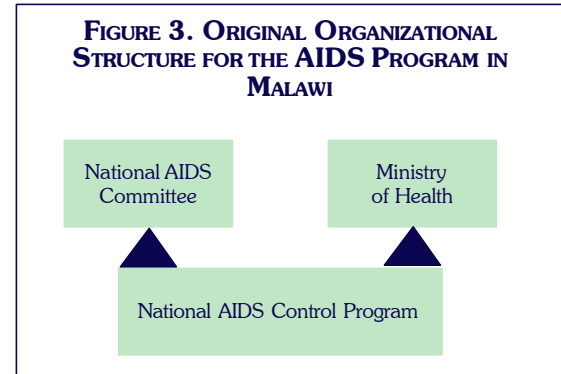 FIGURE 3. ORIGINAL ORGANIZATIONAL
STRUCTURE FOR THE AIDS PROGRAM IN
MALAWI
National AIDS
Committee
Ministry
of Health
National AIDS Control Program